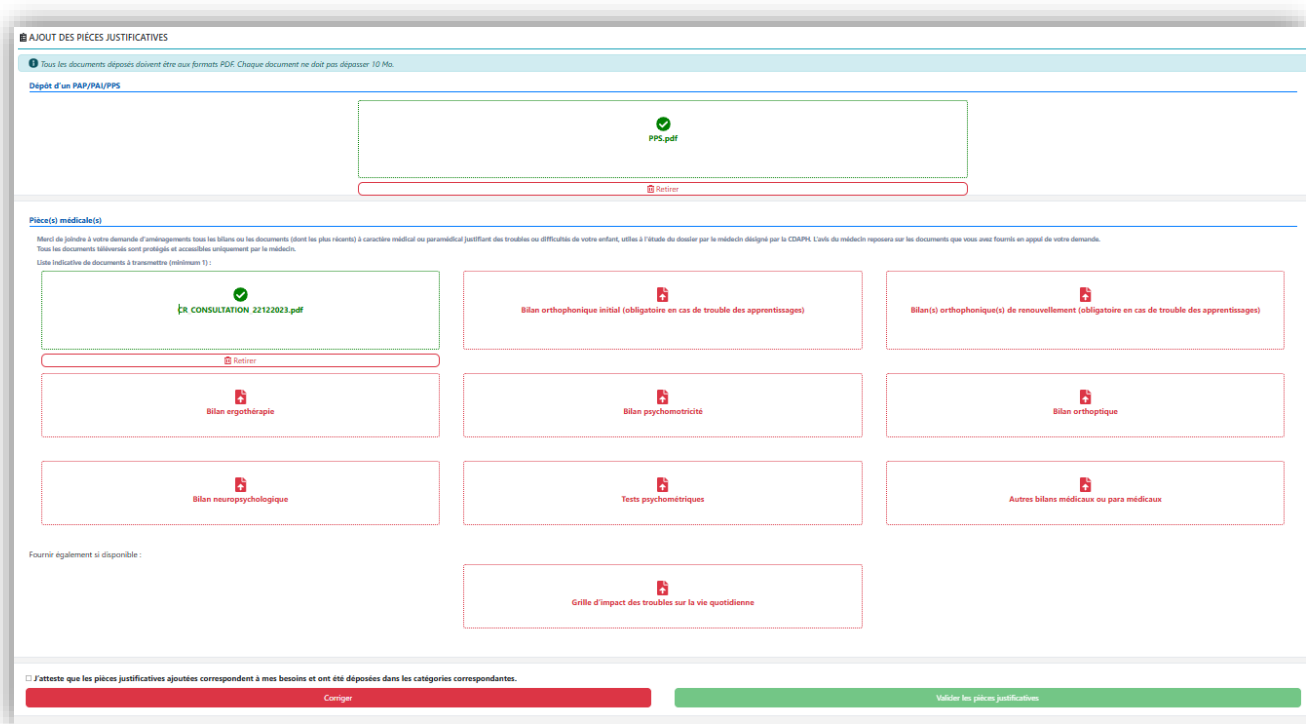 AJOUT DES PIÉCES JUSTIFICATIVES
Tous les documents déposés doivent être aux formats PDF. Chaque document ne doit pas dépasser 10 Mo.
Dépôt d'un PAP/PAI/PPS
PPS.pdf
Retirer
Pièce(s) médicale(s)
Merci de joindre à votre demande d'aménagements tous les bilans ou les documents (dont les plus récents) à caractère médical ou paramédical justifiant des troubles ou difficultés de votre enfant, utiles à l'étude du dossier par le médecin désigné par la CDAPH. L'avis du médecin reposera sur les documents que vous avez fournis en appui de votre demande.
Tous les documents téléversés sont protégés et accessibles uniquement par le médecin.
Liste indicative de documents à transmettre (minimum 1) :
CR CONSULTATION 22122023.pdf
Bilan orthophonique initial (obligatoire en cas de trouble des apprentissages)
Bilan(s) orthophonique(s) de renouvellement (obligatoire en cas de trouble des apprentissages)
Retirer
Bilan ergothérapie
Bilan psychomotricité
Bilan orthoptique
Bilan neuropsychologique
Tests psychométriques
Autres bilans médicaux ou para médicaux
Fournir également si disponible :
Grille d'impact des troubles sur la vie quotidienne
J'atteste que les pièces justificatives ajoutées correspondent à mes besoins et ont été déposées dans les catégories correspondantes.
Corriger
Valider les pièces justificatives